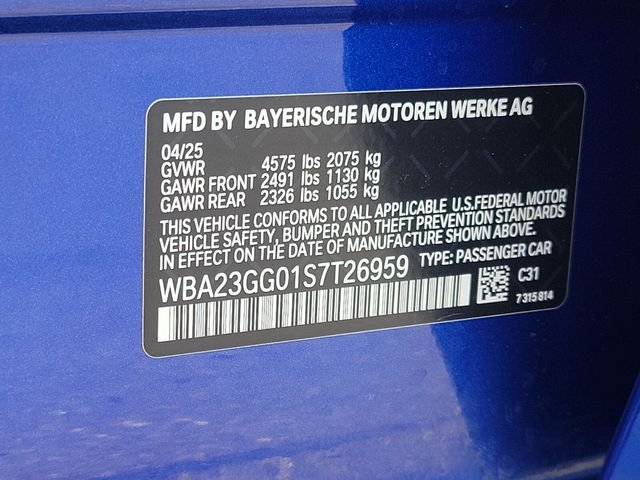 MFD BY BAYERISCHE MOTOREN WERKE AG
04/25
GVWR 4575 lbs 2075 kg
GAWR FRONT 2491 lbs 1130 kg
GAWR REAR 2326 lbs 1055 kg
THIS VEHICLE CONFORMS TO ALL APPLICABLE U.S.FEDERAL MOTOR
VEHICLE SAFETY, BUMPER AND THEFT PREVENTION STANDARDS
IN EFFECT ON THE DATE OF MANUFACTURE SHOWN ABOVE.
WBA23GG01S7T26959 TYPE: PASSENGER CAR
C31
7315814